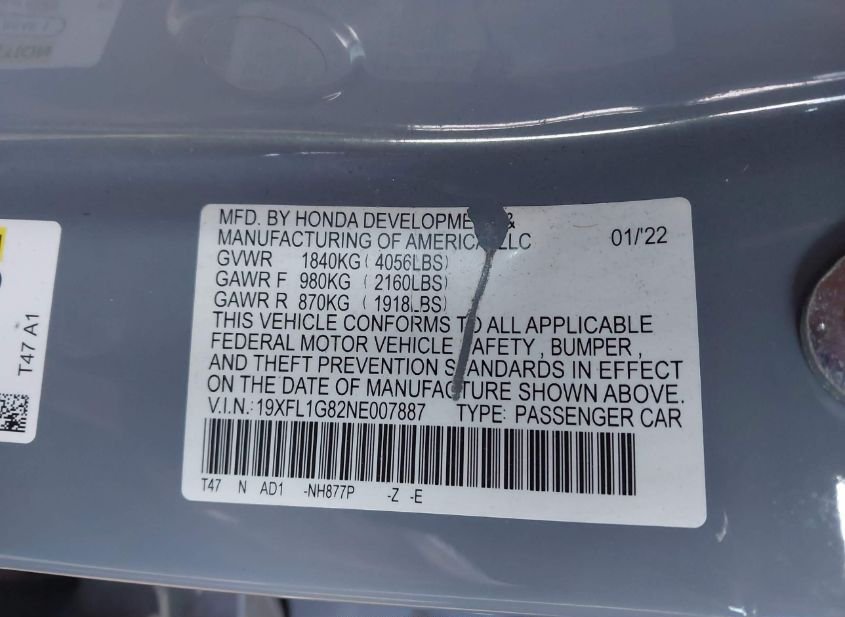 MFD. BY HONDA DEVELOPMENT &
MANUFACTURING OF AMERICA, LLC 01/'22
GVWR 1840KG ( 4056LBS)
GAWR F 980KG ( 2160LBS)
GAWR R 870KG ( 1918LBS)
THIS VEHICLE CONFORMS TO ALL APPLICABLE
FEDERAL MOTOR VEHICLE SAFETY , BUMPER ,
AND THEFT PREVENTION STANDARDS IN EFFECT
ON THE DATE OF MANUFACTURE SHOWN ABOVE.
V.I.N.: 19XFL1G82NE007887 TYPE: PASSENGER CAR
T47 N AD1 -NH877P -Z -E
T47 A1